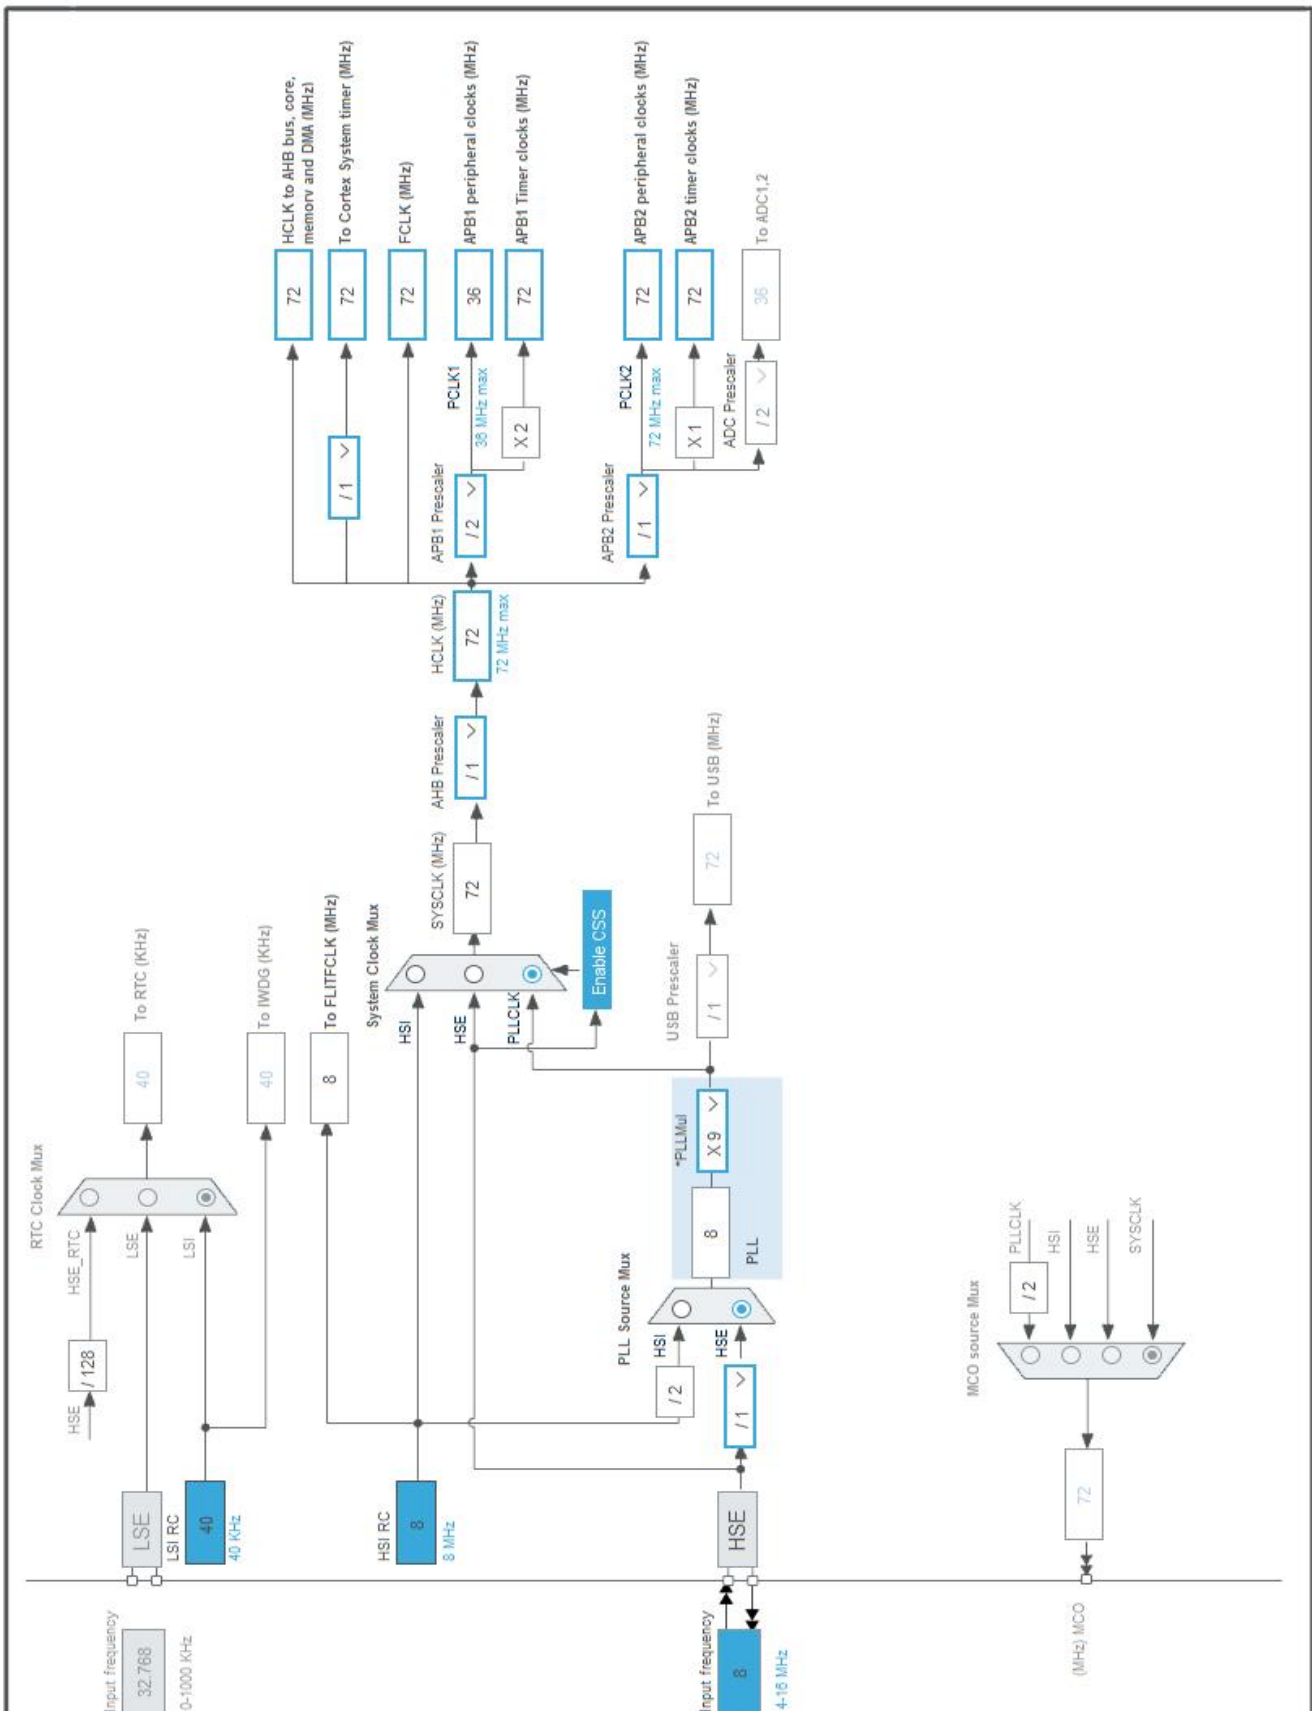 RTC Clock Mux
HSE
/ 128
HSE_RTC
LSE
LSI
40
To RTC (KHz)
Input frequency
32.768
0-1000 KHz
LSE
LSI RC
40
40 KHz
40
To IWDG (KHz)
8
To FLITFCLK (MHz)
HSI RC
8
8 MHz
System Clock Mux
HSI
HSE
PLLCLK
Enable CSS
SYSCLK (MHz)
72
AHB Prescaler
/ 1
HCLK (MHz)
72
72 MHz max
72
HCLK to AHB bus, core,
memory and DMA (MHz)
/ 1
72
To Cortex System timer (MHz)
72
FCLK (MHz)
APB1 Prescaler
/ 2
PCLK1
36 MHz max
36
APB1 peripheral clocks (MHz)
X 2
72
APB1 Timer clocks (MHz)
APB2 Prescaler
/ 1
PCLK2
72 MHz max
72
APB2 peripheral clocks (MHz)
X 1
72
APB2 timer clocks (MHz)
ADC Prescaler
/ 2
36
To ADC1,2
PLL Source Mux
/ 2
HSI
HSE
/ 1
8
PLL
*PLLMul
X 9
USB Prescaler
/ 1
72
To USB (MHz)
Input frequency
8
4-16 MHz
HSE
MCO source Mux
PLLCLK
/ 2
HSI
HSE
SYSCLK
72
(MHz) MCO